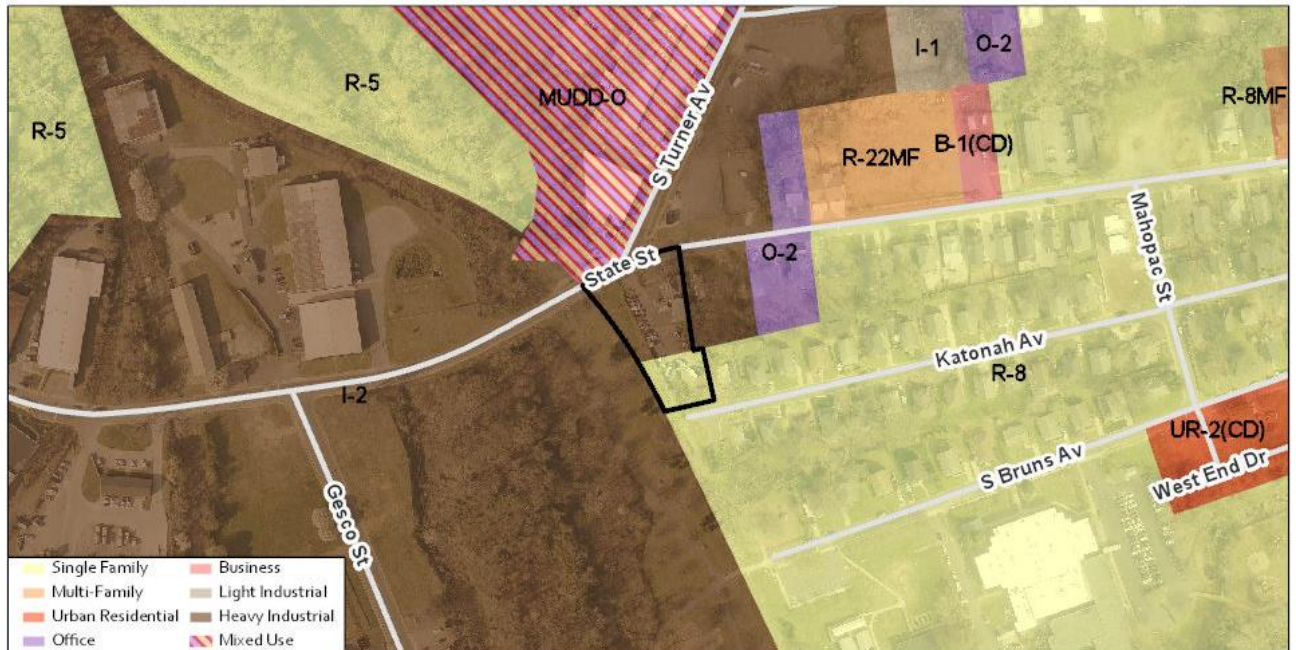 I-1
O-2
R-5
MUDD-O
R-8MF
R-5
S Turner Av
R-22MF
B-1(CD)
Mahopac St
State St
O-2
Katonah Av
R-8
I-2
UR-2(CD)
S Bruns Av
West End Dr
Gesco St
Single Family
Business
Multi-Family
Light Industrial
Urban Residential
Heavy Industrial
Office
Mixed Use